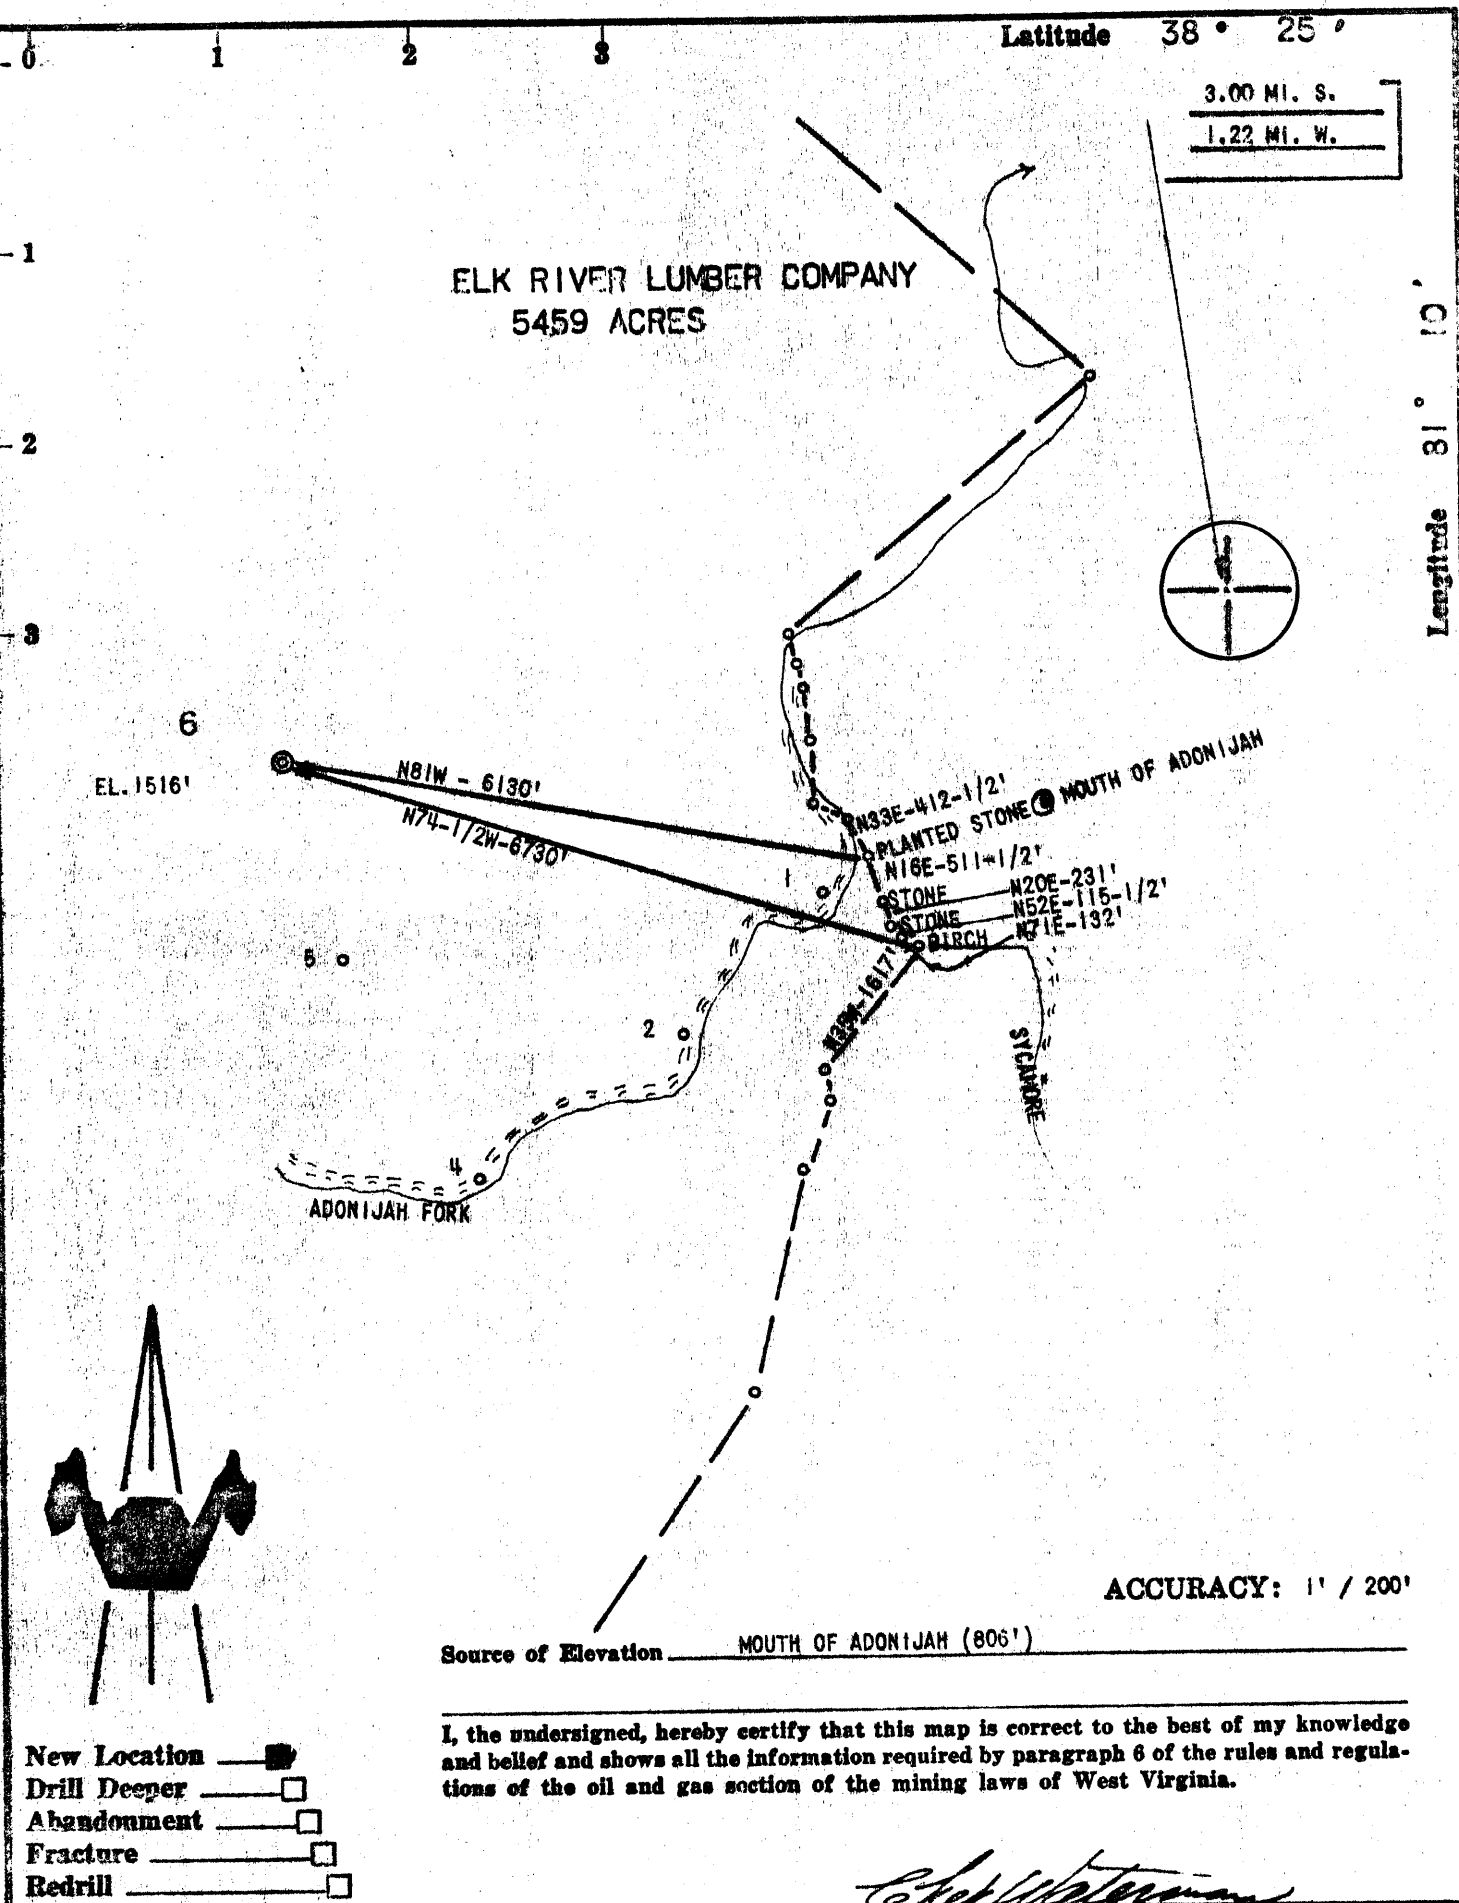 0 1 2 3 Latitude 38° 25'
3.00 MI. S.
1.22 MI. W.
1
ELK RIVER LUMBER COMPANY
5459 ACRES
Longitude 81° 10'
2
3
6
EL. 1516'
N81W - 6130'
N74-1/2W-6730'
N33E-412-1/2'
PLANTED STONE @ MOUTH OF ADONIJAH
N16E-511-1/2'
1
STONE N20E-231'
STONE N52E-115-1/2'
BIRCH N71E-132'
5
2
SYCAMORE
4
ADONIJAH FORK
ACCURACY: 1' / 200'
Source of Elevation MOUTH OF ADONIJAH (806')
I, the undersigned, hereby certify that this map is correct to the best of my knowledge
and belief and shows all the information required by paragraph 6 of the rules and regula-
tions of the oil and gas section of the mining laws of West Virginia.
New Location
Drill Deeper
Abandonment
Fracture
Redrill
Waterman